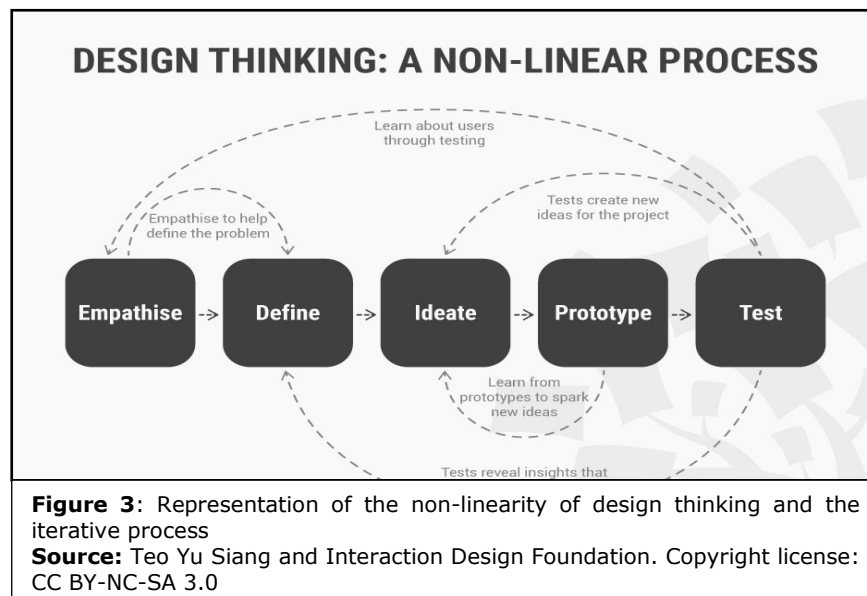 DESIGN THINKING: A NON-LINEAR PROCESS
Learn about users
through testing
Tests create new
ideas for the project
Empathise to help
define the problem
Empathise
Define
Ideate
Prototype
Test
Learn from
prototypes to spark
new ideas
Tests reveal insights that
Figure 3: Representation of the non-linearity of design thinking and the
iterative process
Source: Teo Yu Siang and Interaction Design Foundation. Copyright license:
CC BY-NC-SA 3.0